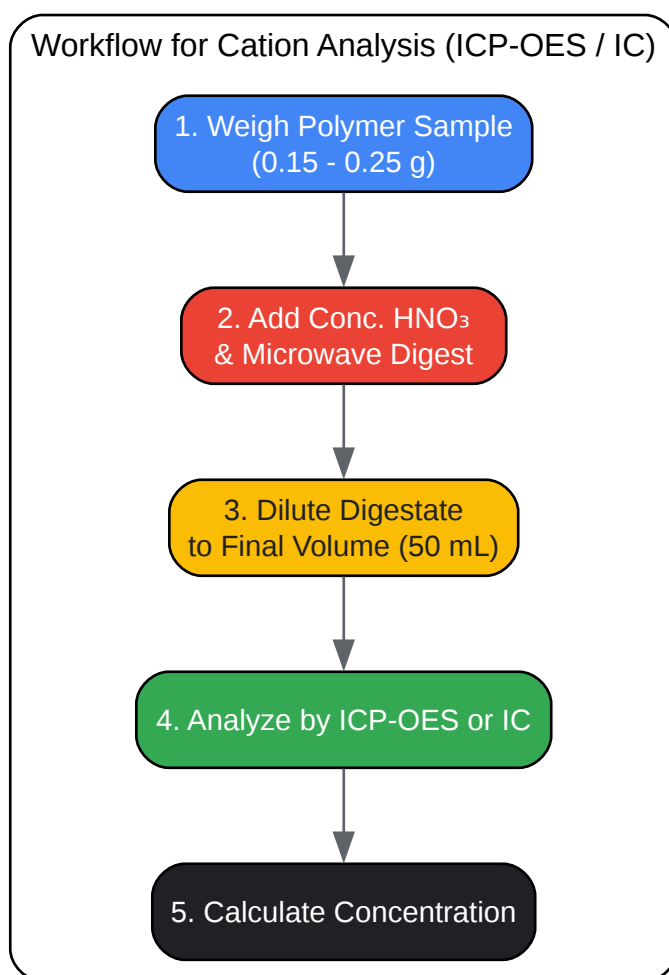 Workflow for Cation Analysis (ICP-OES / IC)
1. Weigh Polymer Sample
(0.15 - 0.25 g)
2. Add Conc. HNO₃
& Microwave Digest
3. Dilute Digestate
to Final Volume (50 mL)
4. Analyze by ICP-OES or IC
5. Calculate Concentration